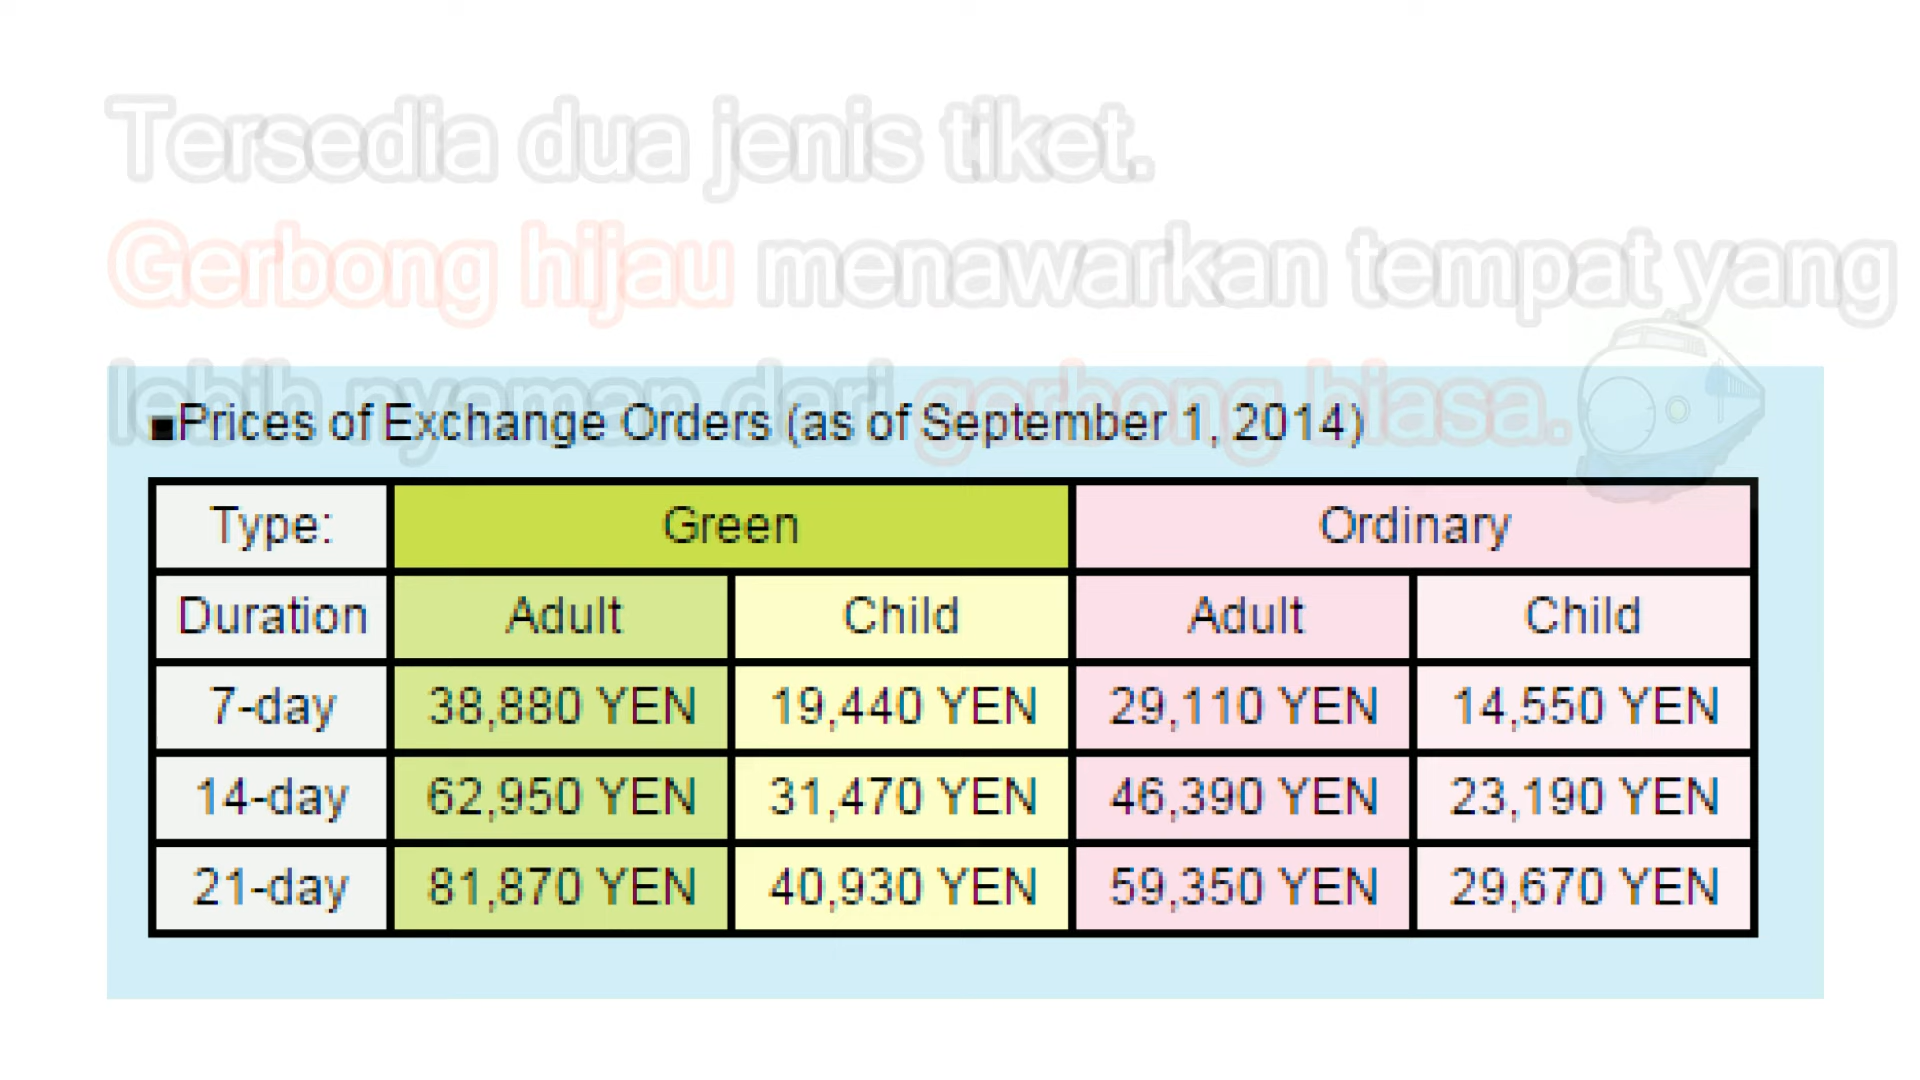 Tersedia dua jenis tiket.
Gerbong hijau menawarkan tempat yang
lebih nyaman dari gerbong biasa.
■Prices of Exchange Orders (as of September 1, 2014)
Type: Green Ordinary
Duration Adult Child Adult Child
7-day 38,880 YEN 19,440 YEN 29,110 YEN 14,550 YEN
14-day 62,950 YEN 31,470 YEN 46,390 YEN 23,190 YEN
21-day 81,870 YEN 40,930 YEN 59,350 YEN 29,670 YEN